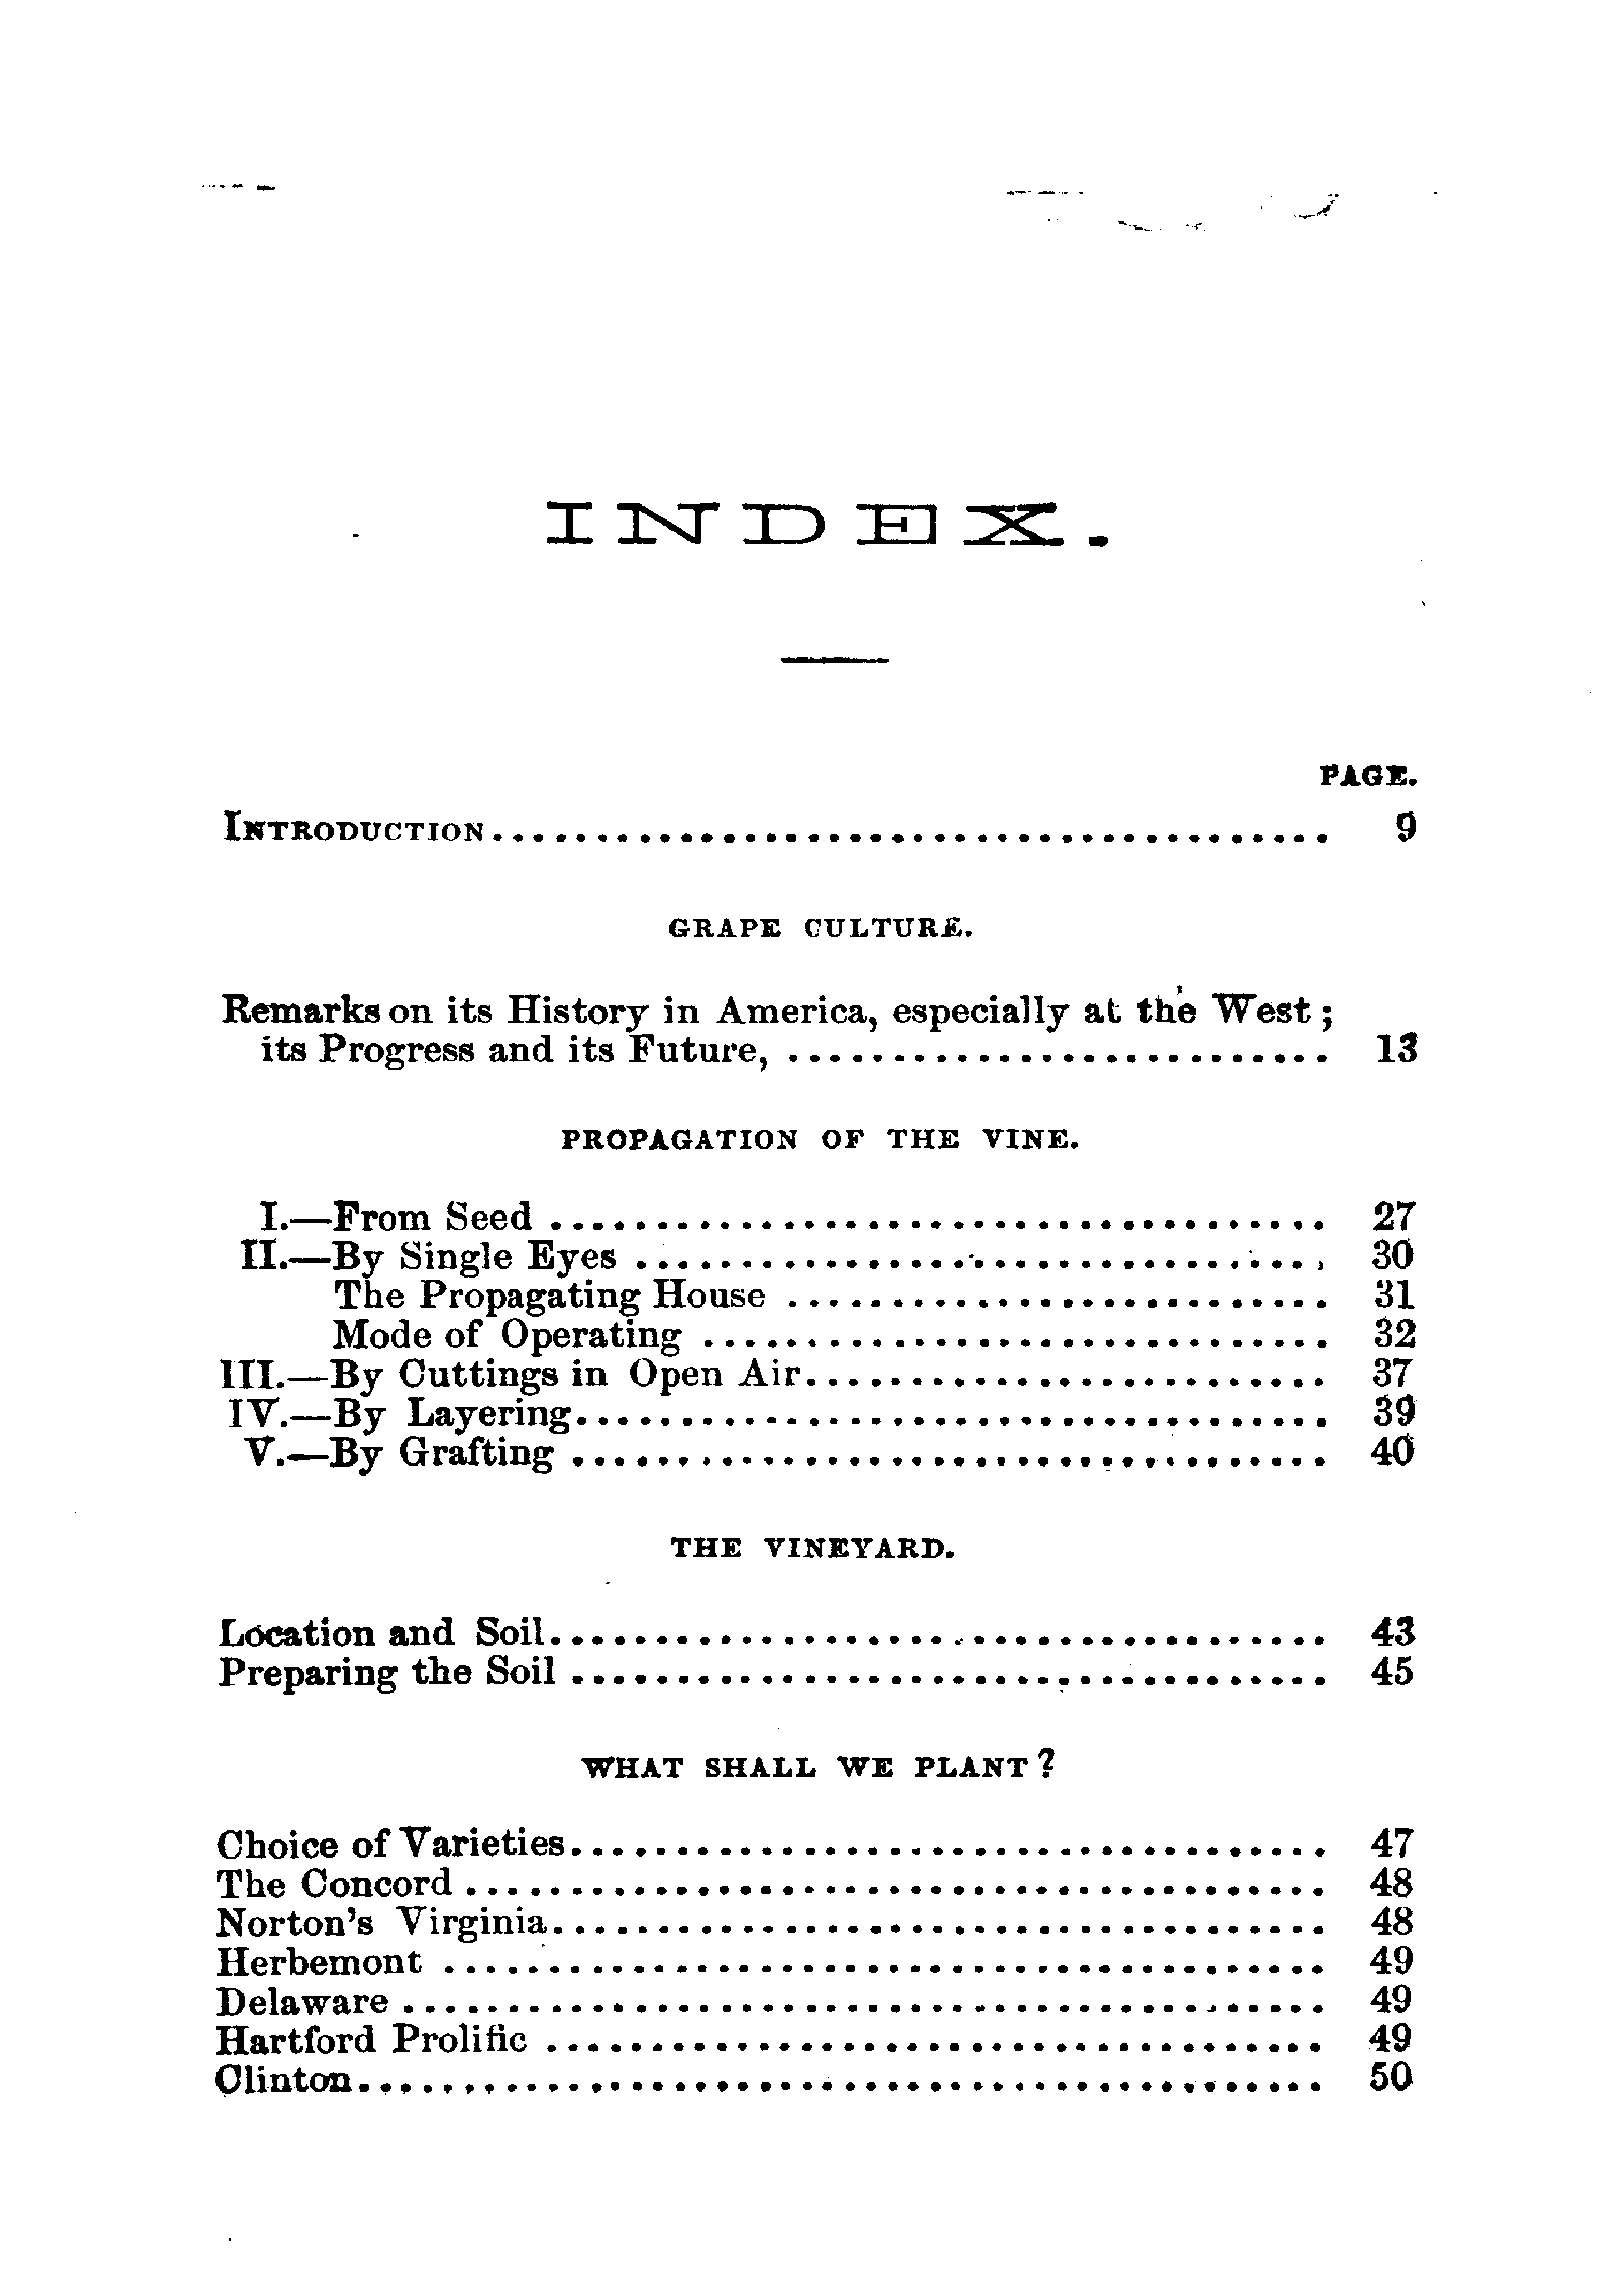 INDEX.
PAGE.
INTRODUCTION........................................ 9
GRAPE CULTURE.
Remarks on its History in America, especially at the West;
its Progress and its Future, .......................... 13
PROPAGATION OF THE VINE.
I.—From Seed ..................................... 27
II.—By Single Eyes ................................. 30
The Propagating House .......................... 31
Mode of Operating .............................. 32
III.—By Cuttings in Open Air......................... 37
IV.—By Layering.................................... 39
V.—By Grafting .................................... 40
THE VINEYARD.
Location and Soil..................................... 43
Preparing the Soil .................................... 45
WHAT SHALL WE PLANT?
Choice of Varieties.................................... 47
The Concord ......................................... 48
Norton's Virginia..................................... 48
Herbemont .......................................... 49
Delaware ............................................ 49
Hartford Prolific ..................................... 49
Clinton.............................................. 50